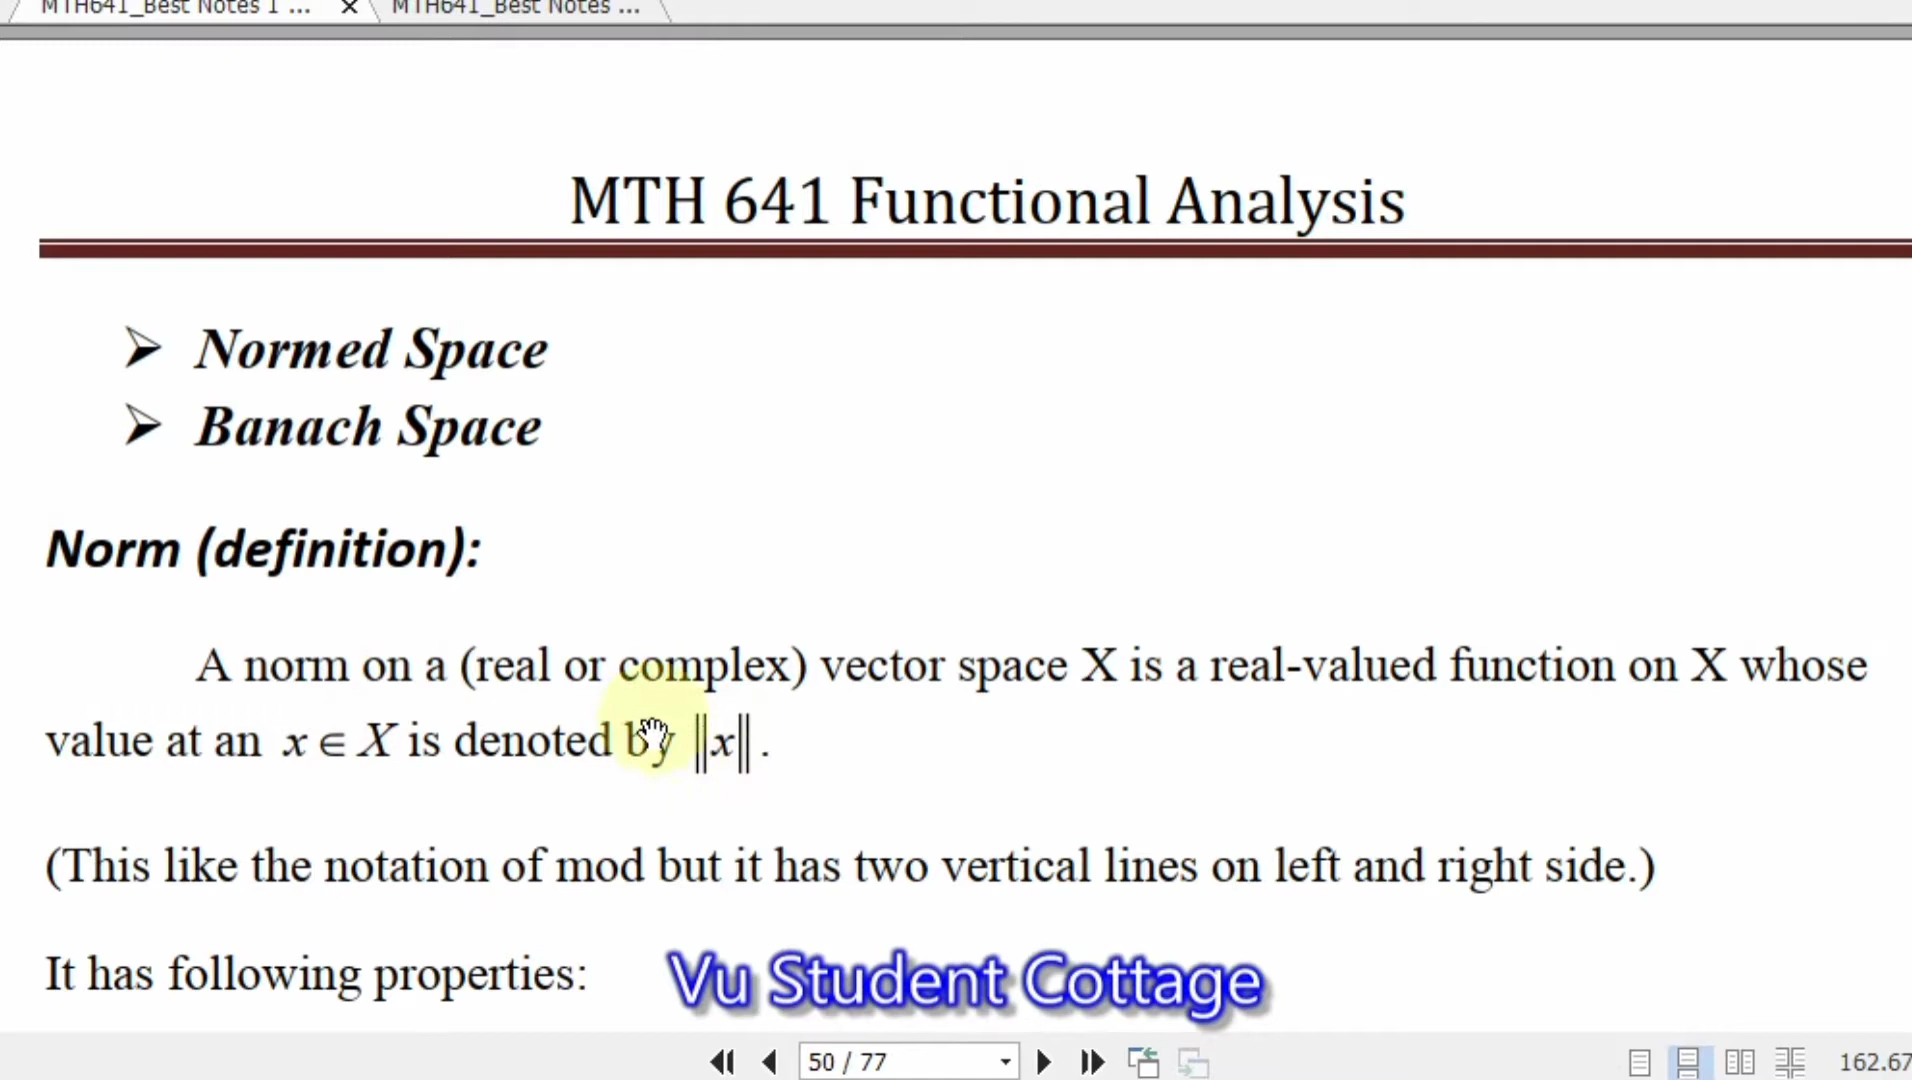 MTH641_Best Notes 1 ...
MTH641_Best Notes ...
MTH 641 Functional Analysis
➢ Normed Space
➢ Banach Space
Norm (definition):
A norm on a (real or complex) vector space X is a real-valued function on X whose
value at an x ∈ X is denoted by ‖x‖ .
(This like the notation of mod but it has two vertical lines on left and right side.)
It has following properties:
Vu Student Cottage
50 / 77
162.67